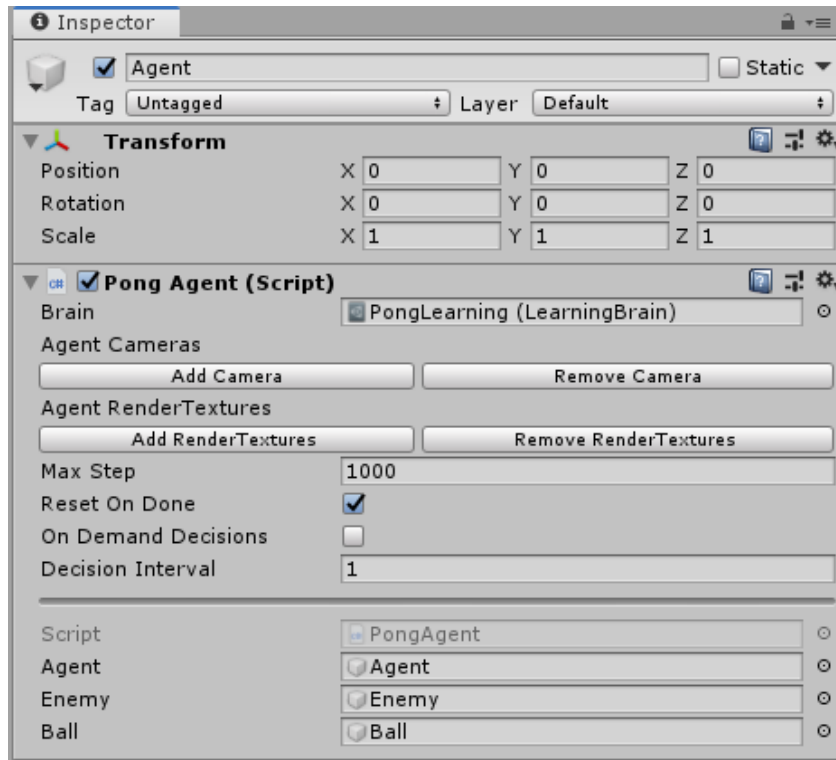 Inspector
Agent Static
Tag Untagged Layer Default
Transform
Position X 0 Y 0 Z 0
Rotation X 0 Y 0 Z 0
Scale X 1 Y 1 Z 1
Pong Agent (Script)
Brain PongLearning (LearningBrain)
Agent Cameras
Add Camera Remove Camera
Agent RenderTextures
Add RenderTextures Remove RenderTextures
Max Step 1000
Reset On Done
On Demand Decisions
Decision Interval 1
Script PongAgent
Agent Agent
Enemy Enemy
Ball Ball